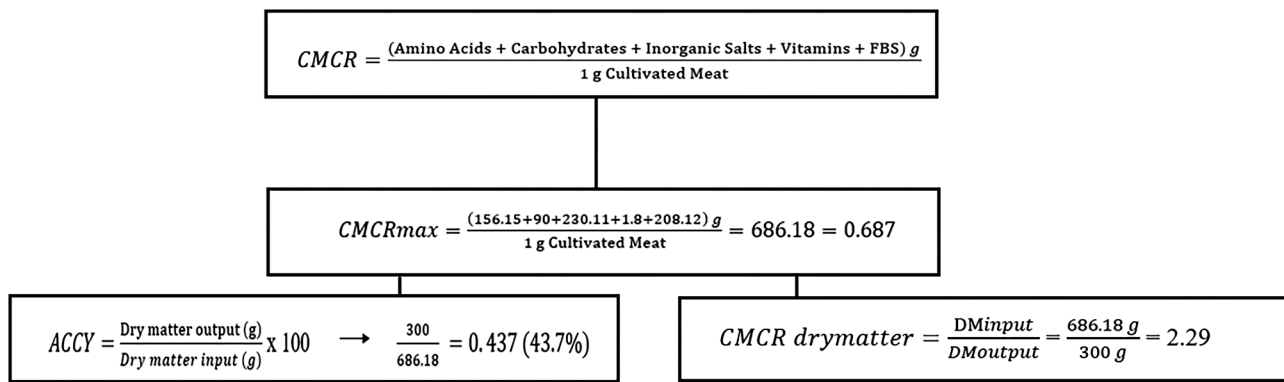 CMCR = (Amino Acids + Carbohydrates + Inorganic Salts + Vitamins + FBS) g / 1 g Cultivated Meat
CMCRmax = (156.15+90+230.11+1.8+208.12) g / 1 g Cultivated Meat = 686.18 = 0.687
ACCY = Dry matter output (g) / Dry matter input (g) x 100 → 300 / 686.18 = 0.437 (43.7%)
CMCR drymatter = DMinput / DMoutput = 686.18 g / 300 g = 2.29